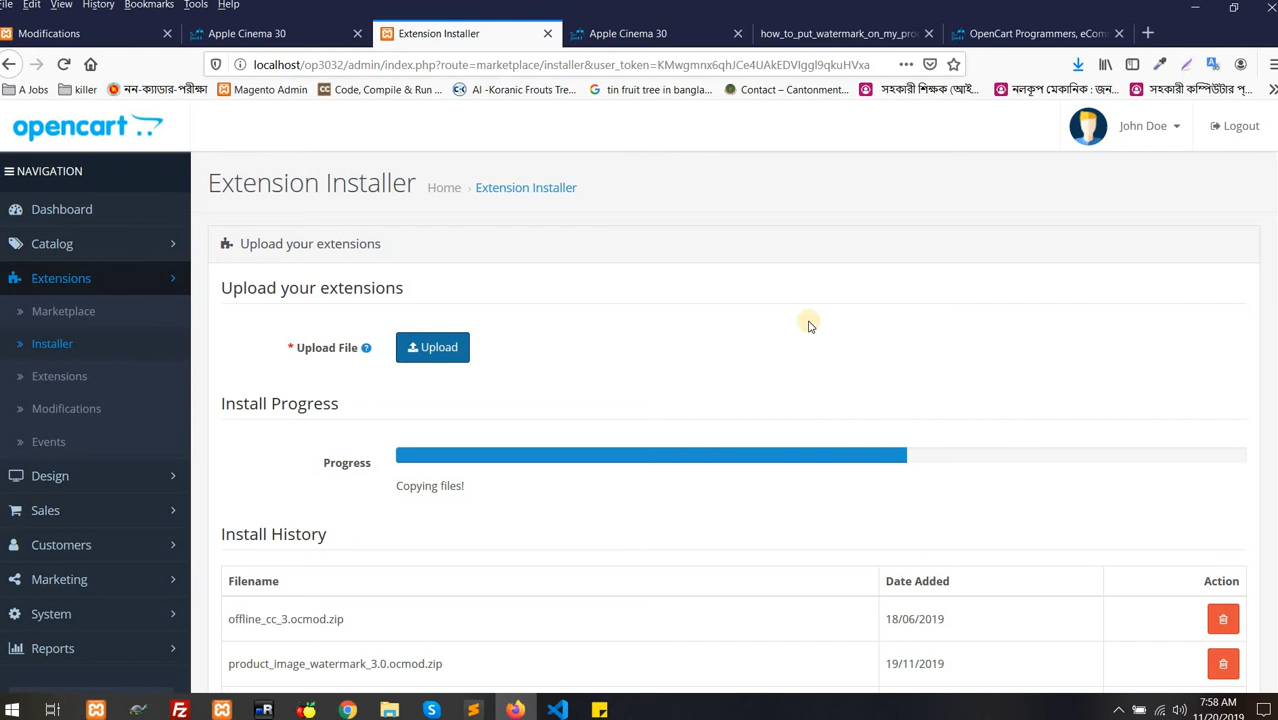 File Edit View History Bookmarks Tools Help
Modifications Apple Cinema 30 Extension Installer Apple Cinema 30 how_to_put_watermark_on_my_pro OpenCart Programmers, eCom
localhost/op3032/admin/index.php?route=marketplace/installer&user_token=KMwgmnx6qhJCe4UAkEDVIggl9qkuHVxa
A Jobs killer নন-ক্যাডার-পরীক্ষা Magento Admin Code, Compile & Run ... Al -Koranic Frouts Tre... tin fruit tree in bangla... Contact – Cantonment... সহকারী শিক্ষক (আই... নলকূপ মেকানিক : জন... সহকারী কম্পিউটার প্...
opencart John Doe Logout
NAVIGATION
Extension Installer Home › Extension Installer
Dashboard
Catalog
Upload your extensions
Extensions
Upload your extensions
Marketplace
Installer
* Upload File Upload
Extensions
Modifications
Install Progress
Events
Progress
Design
Copying files!
Sales
Install History
Customers
Filename Date Added Action
Marketing
System
offline_cc_3.ocmod.zip 18/06/2019
Reports
product_image_watermark_3.0.ocmod.zip 19/11/2019
7:58 AM
11/20/2019